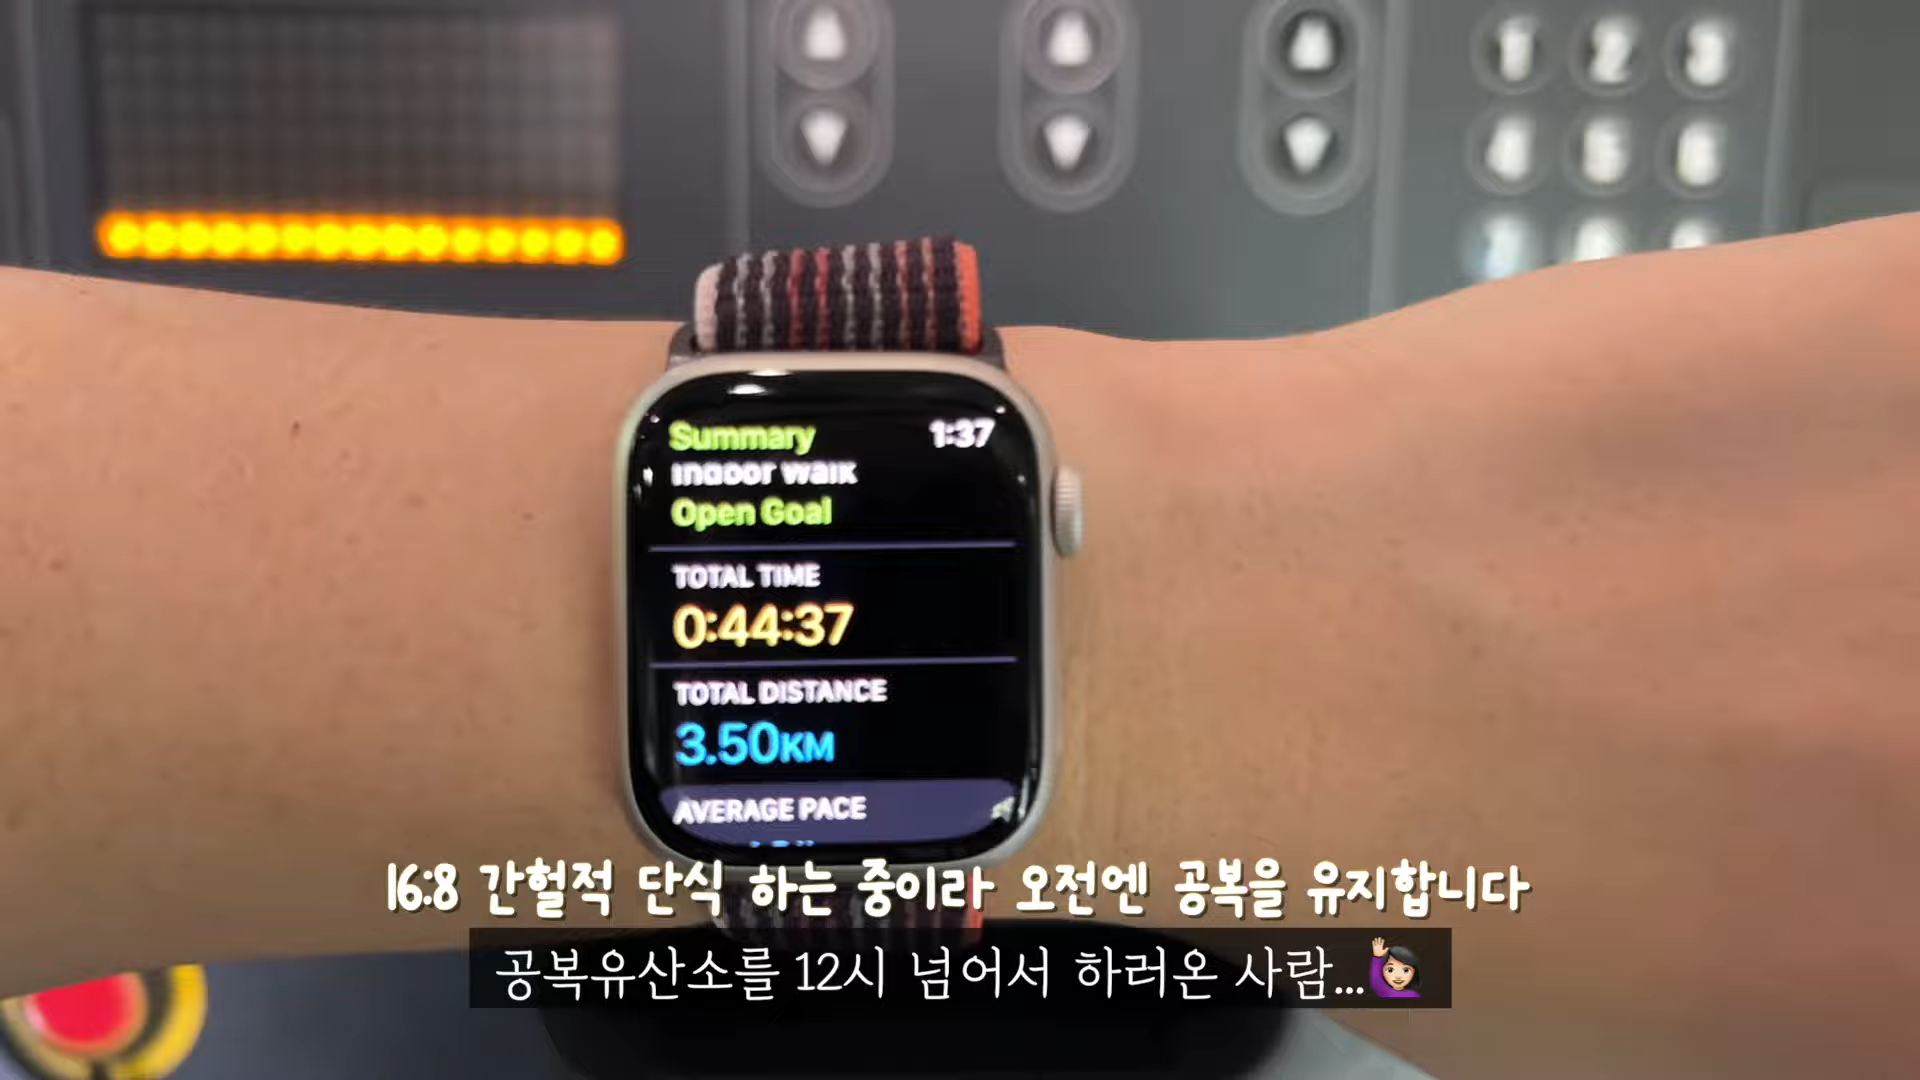 1 2 3
4 5 6
Summary
1:37
Indoor Walk
Open Goal
TOTAL TIME
0:44:37
TOTAL DISTANCE
3.50KM
AVERAGE PACE
16:8 간헐적 단식 하는 중이라 오전엔 공복을 유지합니다
공복유산소를 12시 넘어서 하러온 사람...🙋🏻‍♀️